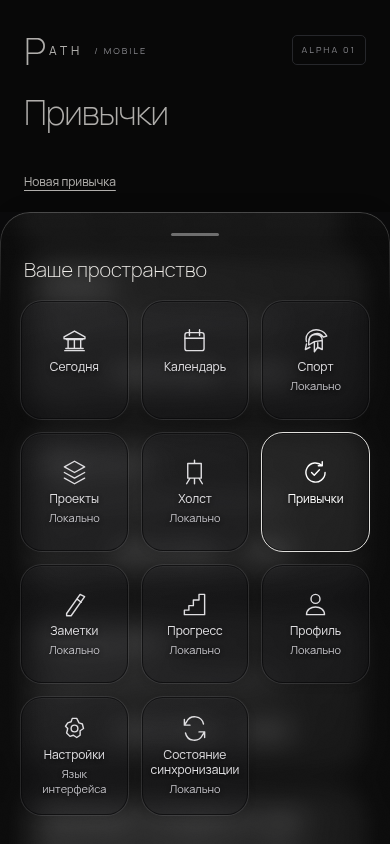 PATH / MOBILE
ALPHA 01
Привычки
Новая привычка
Ваше пространство
Сегодня
Календарь
Спорт
Локально
Проекты
Локально
Холст
Локально
Привычки
Заметки
Локально
Прогресс
Локально
Профиль
Локально
Настройки
Язык
интерфейса
Состояние
синхронизации
Локально